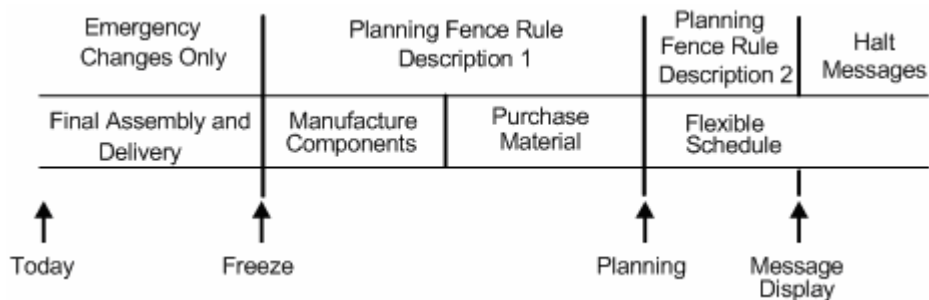 Emergency
Changes Only
Planning Fence Rule
Description 1
Planning
Fence Rule
Description 2
Halt
Messages
Final Assembly and
Delivery
Manufacture
Components
Purchase
Material
Flexible
Schedule
Today
Freeze
Planning
Message
Display